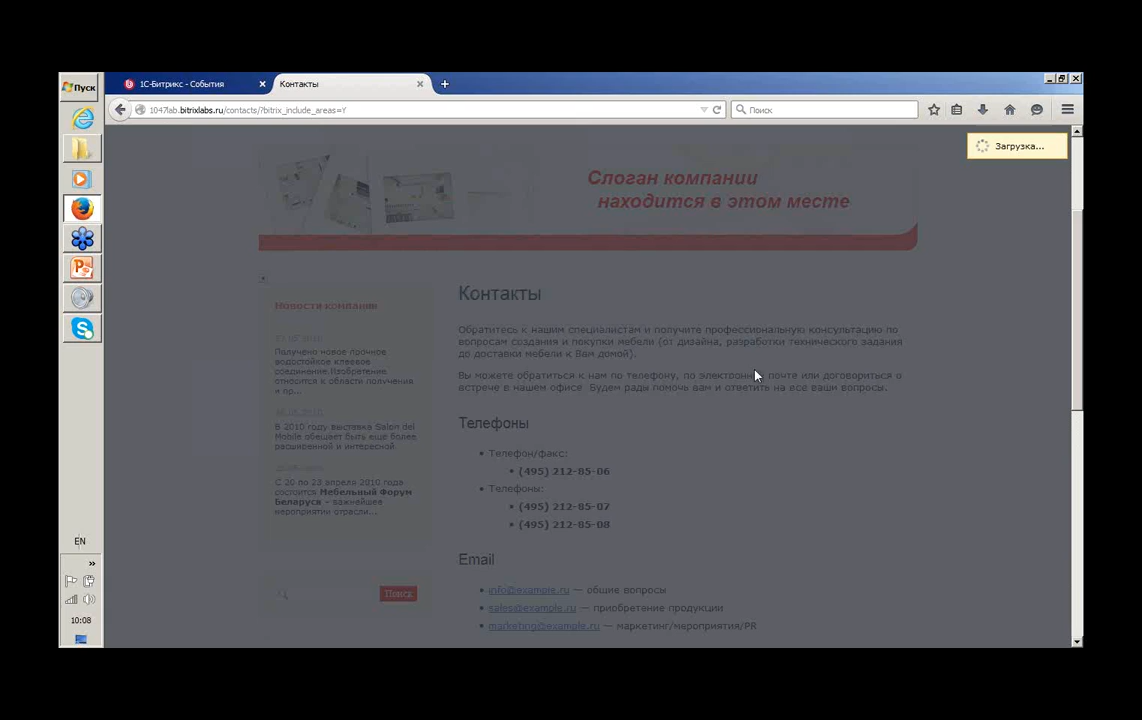 Пуск
1С-Битрикс - События
Контакты
1047lab.bitrixlabs.ru/contacts/?bitrix_include_areas=Y
Поиск
Загрузка...
Слоган компании
находится в этом месте
Новости компании
Получено новое прочное
водостойкое клеевое
соединение.Изобретение
относится к области получения
и др...
В 2010 году выставка Salon del
Mobile обещает быть еще более
расширенной и интересной
С 20 по 23 апреля 2010 года
состоится Мебельный Форум
Беларуси – важнейшее
мероприятии отрасли...
Поиск
Контакты
Обратитесь к нашим специалистам и получите профессиональную консультацию по
вопросам создания и покупки мебели (от дизайна, разработки технического задания
до доставки мебели к Вам домой).
Вы можете обратиться к нам по телефону, по электронной почте или договориться о
встрече в нашем офисе. Будем рады помочь вам и ответить на все ваши вопросы.
Телефоны
Телефон/факс:
(495) 212-85-06
Телефоны:
(495) 212-85-07
(495) 212-85-08
Email
info@example.ru — общие вопросы
sales@example.ru — приобретение продукции
marketing@example.ru — маркетинг/мероприятия/PR
EN
10:08